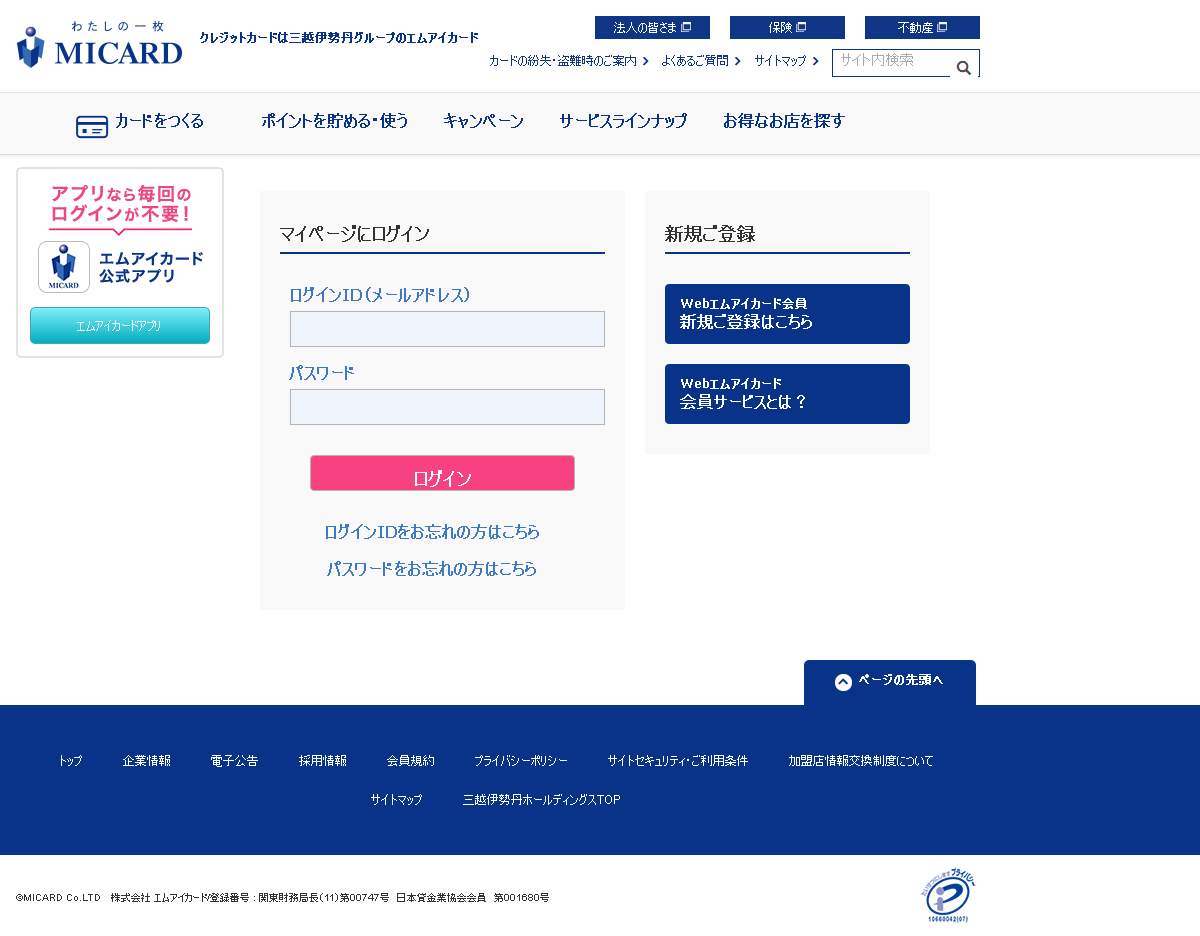 わたしの一枚
MICARD
クレジットカードは三越伊勢丹グループのエムアイカード
法人の皆さま
保険
不動産
カードの紛失・盗難時のご案内
よくあるご質問
サイトマップ
サイト内検索
カードをつくる
ポイントを貯める・使う
キャンペーン
サービスラインナップ
お得なお店を探す
アプリなら毎回の
ログインが不要！
MICARD
エムアイカード
公式アプリ
エムアイカードアプリ
マイページにログイン
ログインID（メールアドレス）
パスワード
ログイン
ログインIDをお忘れの方はこちら
パスワードをお忘れの方はこちら
新規ご登録
Webエムアイカード会員
新規ご登録はこちら
Webエムアイカード
会員サービスとは？
ページの先頭へ
トップ
企業情報
電子公告
採用情報
会員規約
プライバシーポリシー
サイトセキュリティ・ご利用条件
加盟店情報交換制度について
サイトマップ
三越伊勢丹ホールディングスTOP
©MICARD Co.LTD 株式会社 エムアイカード/登録番号：関東財務局長（11）第00747号 日本貸金業協会会員 第001680号
プライバシー
10660042(07)